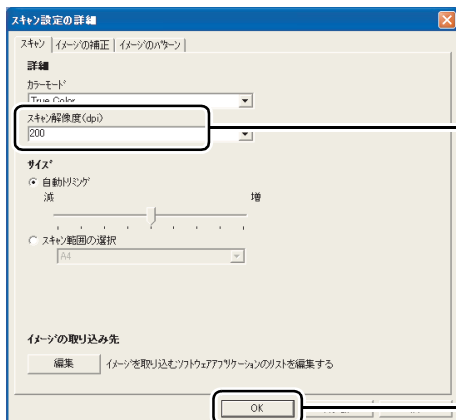 スキャン設定の詳細
スキャン イメージの補正 イメージのパターン
詳細
カラーモード
True Color
スキャン解像度(dpi)
200
サイズ
自動トリミング
減 増
スキャン範囲の選択
A4
イメージの取り込み先
編集 イメージを取り込むソフトウェアアプリケーションのリストを編集する
OK